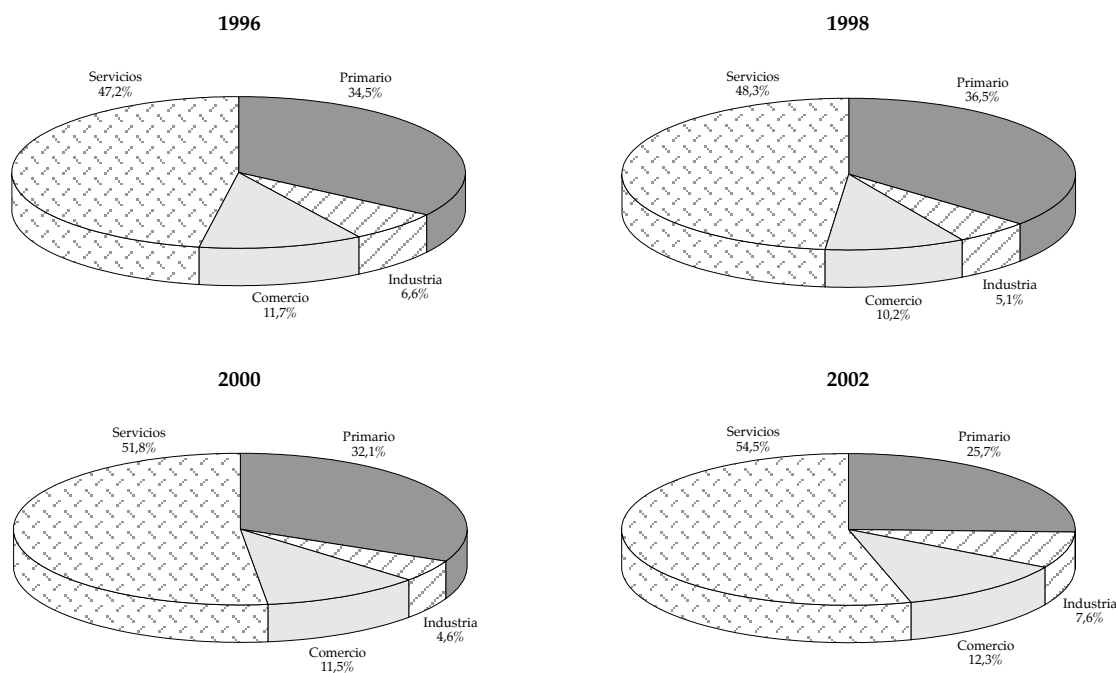 1996
Servicios
47,2%
Primario
34,5%
Industria
6,6%
Comercio
11,7%
1998
Servicios
48,3%
Primario
36,5%
Industria
5,1%
Comercio
10,2%
2000
Servicios
51,8%
Primario
32,1%
Industria
4,6%
Comercio
11,5%
2002
Servicios
54,5%
Primario
25,7%
Industria
7,6%
Comercio
12,3%